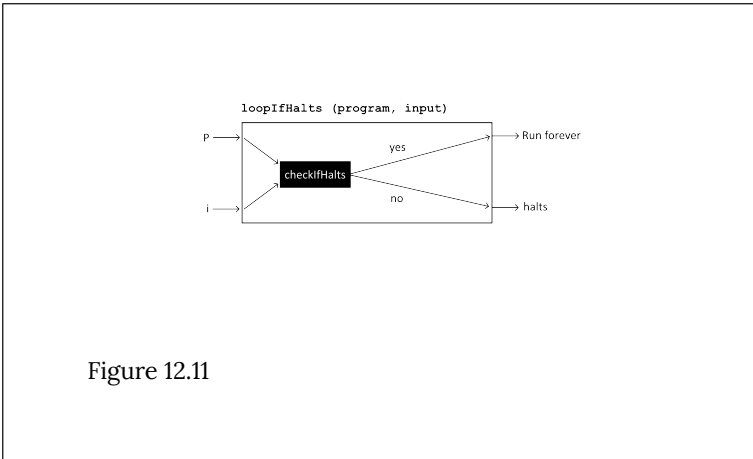 loopIfHalts (program, input)
P
Run forever
yes
checkIfHalts
no
i
halts
Figure 12.11